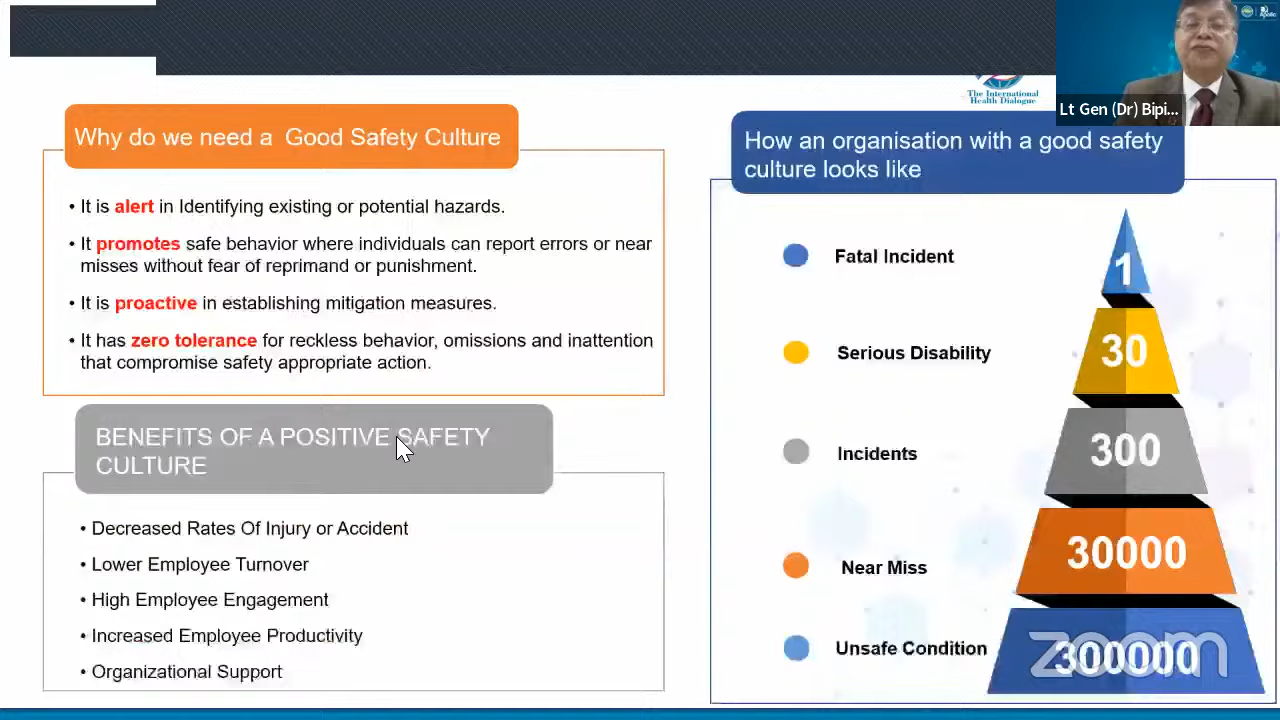 The International
Health Dialogue
Lt Gen (Dr) Bipi...
Why do we need a Good Safety Culture
• It is alert in Identifying existing or potential hazards.
• It promotes safe behavior where individuals can report errors or near
misses without fear of reprimand or punishment.
• It is proactive in establishing mitigation measures.
• It has zero tolerance for reckless behavior, omissions and inattention
that compromise safety appropriate action.
BENEFITS OF A POSITIVE SAFETY
CULTURE
• Decreased Rates Of Injury or Accident
• Lower Employee Turnover
• High Employee Engagement
• Increased Employee Productivity
• Organizational Support
How an organisation with a good safety
culture looks like
Fatal Incident
1
Serious Disability
30
Incidents
300
Near Miss
30000
Unsafe Condition
300000
zoom